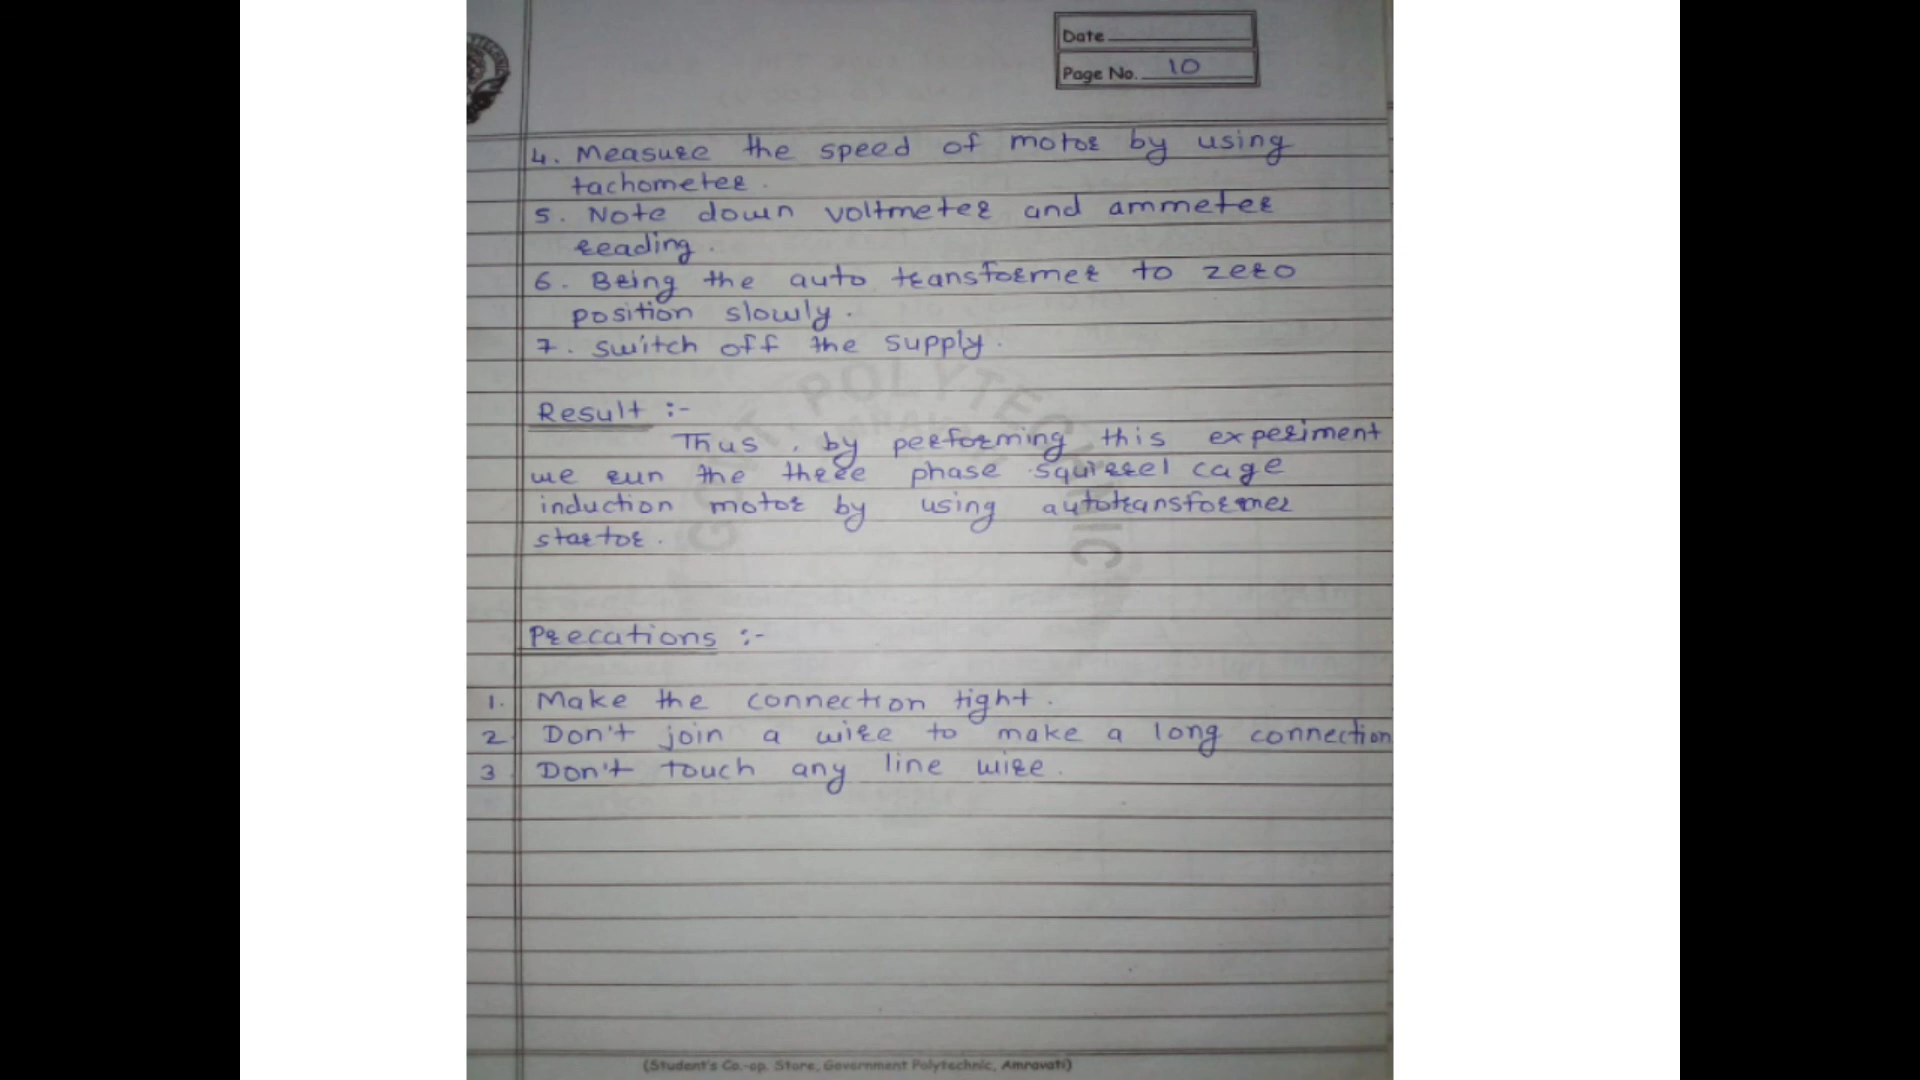 Date
Page No. 10
4. Measure the speed of motor by using
tachometer.
5. Note down voltmeter and ammeter
reading.
6. Bring the auto transformer to zero
position slowly.
7. Switch off the supply.
Result :-
Thus, by performing this experiment
we run the three phase squirrel cage
induction motor by using autotransformer
startor.
Precations :-
1. Make the connection tight.
2. Don't join a wire to make a long connection
3. Don't touch any line wire.
GOVT POLYTECHNIC
(Student's Co.-op. Store, Government Polytechnic, Amravati)